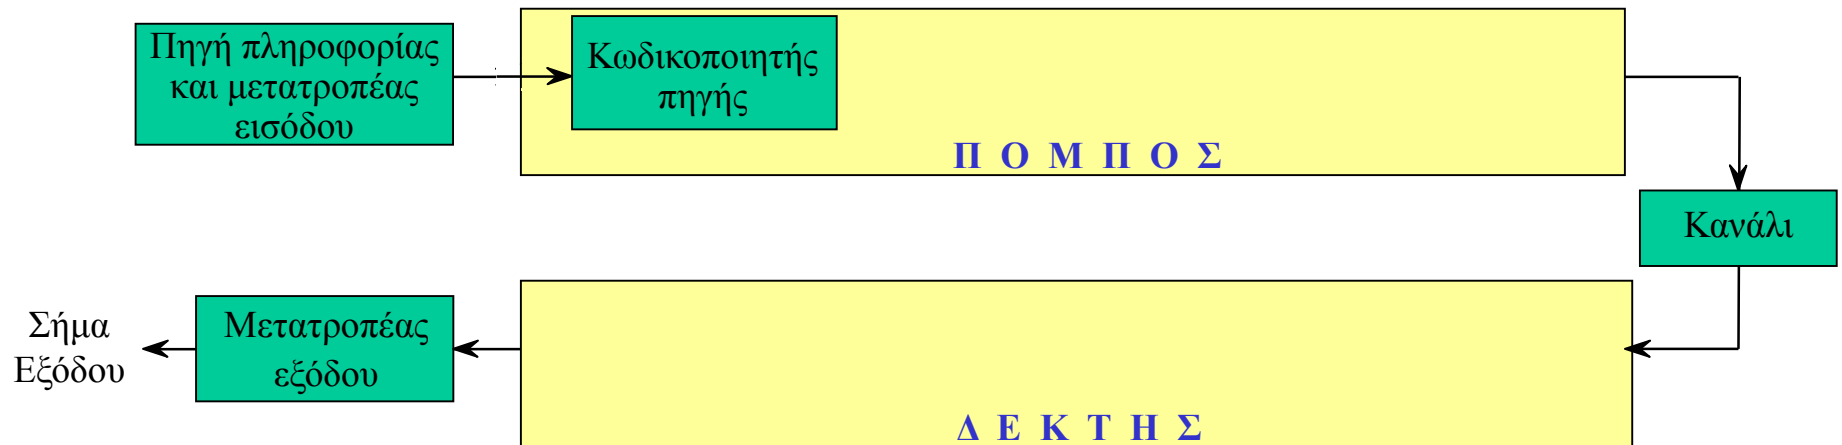 Πηγή πληροφορίας
και μετατροπέας
εισόδου
Κωδικοποιητής
πηγής
Π Ο Μ Π Ο Σ
Κανάλι
Σήμα
Εξόδου
Μετατροπέας
εξόδου
Δ Ε Κ Τ Η Σ